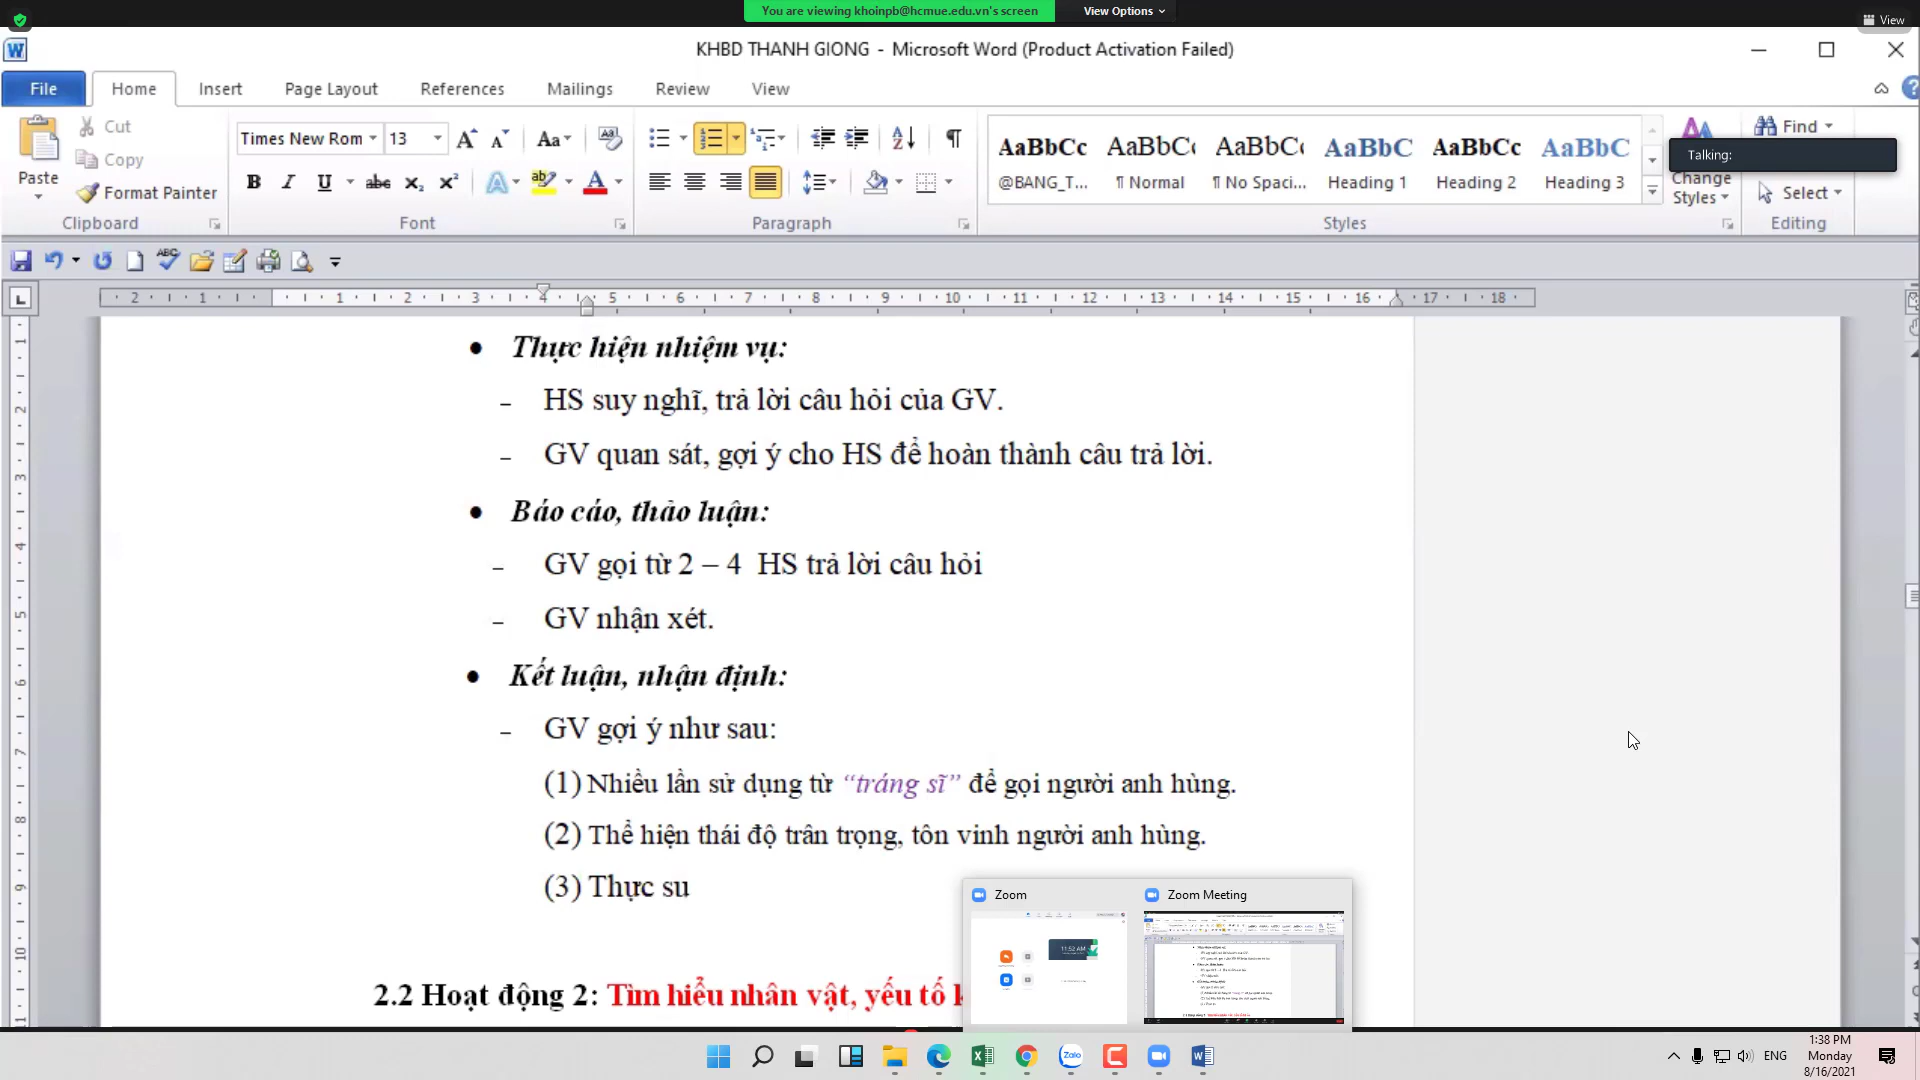 You are viewing khoinpb@hcmue.edu.vn's screen
View Options
View
KHBD THANH GIONG - Microsoft Word (Product Activation Failed)
File Home Insert Page Layout References Mailings Review View
Paste
Cut
Copy
Format Painter
Clipboard
Times New Rom 13
Font
Paragraph
AaBbCc AaBbCc AaBbCc AaBbC AaBbCc AaBbC
@BANG_T... ¶ Normal ¶ No Spaci... Heading 1 Heading 2 Heading 3
Styles
Change Styles
Find
Talking:
Select
Editing
• Thực hiện nhiệm vụ:
– HS suy nghĩ, trả lời câu hỏi của GV.
– GV quan sát, gợi ý cho HS để hoàn thành câu trả lời.
• Báo cáo, thảo luận:
– GV gọi từ 2 – 4 HS trả lời câu hỏi
– GV nhận xét.
• Kết luận, nhận định:
– GV gợi ý như sau:
(1) Nhiều lần sử dụng từ “tráng sĩ” để gọi người anh hùng.
(2) Thể hiện thái độ trân trọng, tôn vinh người anh hùng.
(3) Thực su
2.2 Hoạt động 2: Tìm hiểu nhân vật, yếu tố
Zoom
Zoom Meeting
11:52 AM
Zalo
ENG
1:38 PM
Monday
8/16/2021